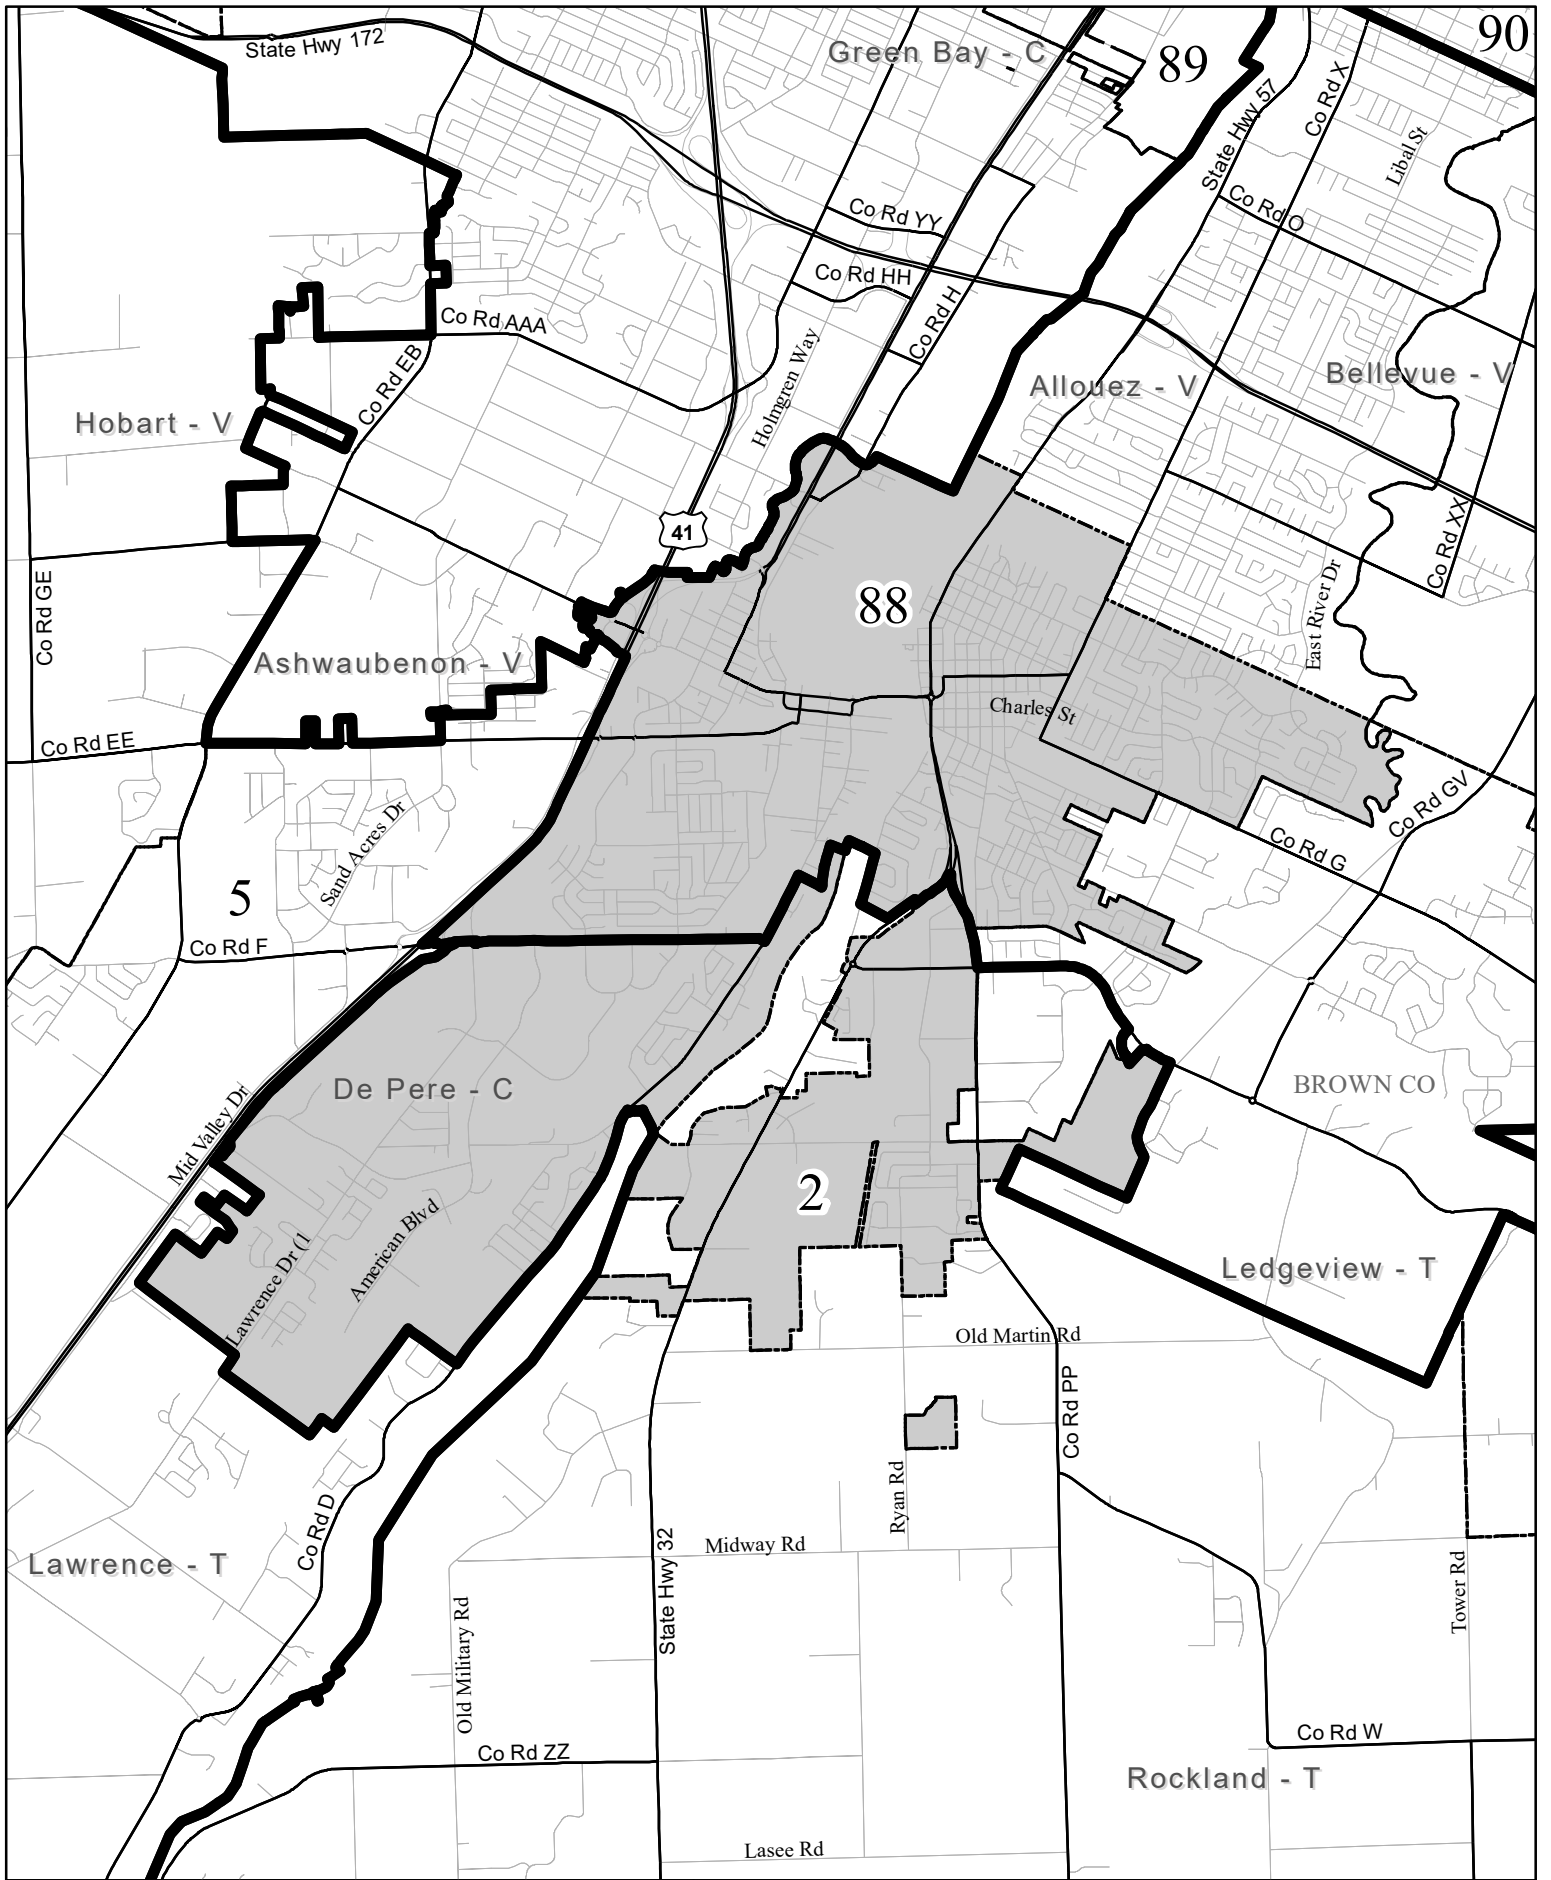 90
State Hwy 172
Green Bay - C
89
State Hwy 57
Co Rd X
Libal St
Co Rd O
Co Rd YY
Co Rd HH
Co Rd H
Co Rd AAA
Holmgren Way
Co Rd EB
Allouez - V
Bellevue - V
Hobart - V
41
Co Rd XX
Co Rd GE
88
East River Dr
Ashwaubenon - V
Charles St
Co Rd EE
Co Rd GV
Sand Acres Dr
Co Rd G
5
Co Rd F
De Pere - C
BROWN CO
Mid Valley Dr
2
American Blvd
Lawrence Dr (1
Ledgeview - T
Old Martin Rd
Co Rd PP
Ryan Rd
Co Rd D
Midway Rd
State Hwy 32
Lawrence - T
Tower Rd
Old Military Rd
Co Rd W
Co Rd ZZ
Rockland - T
Lasee Rd